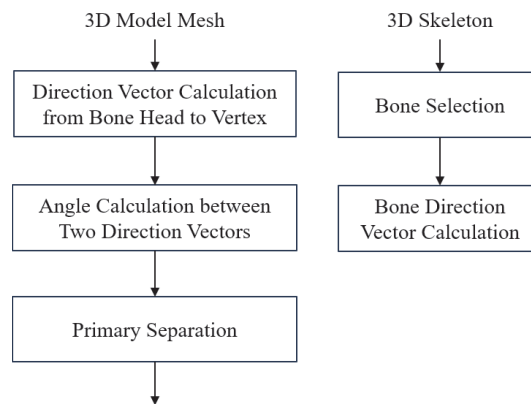 3D Model Mesh
Direction Vector Calculation
from Bone Head to Vertex
Angle Calculation between
Two Direction Vectors
Primary Separation
3D Skeleton
Bone Selection
Bone Direction
Vector Calculation